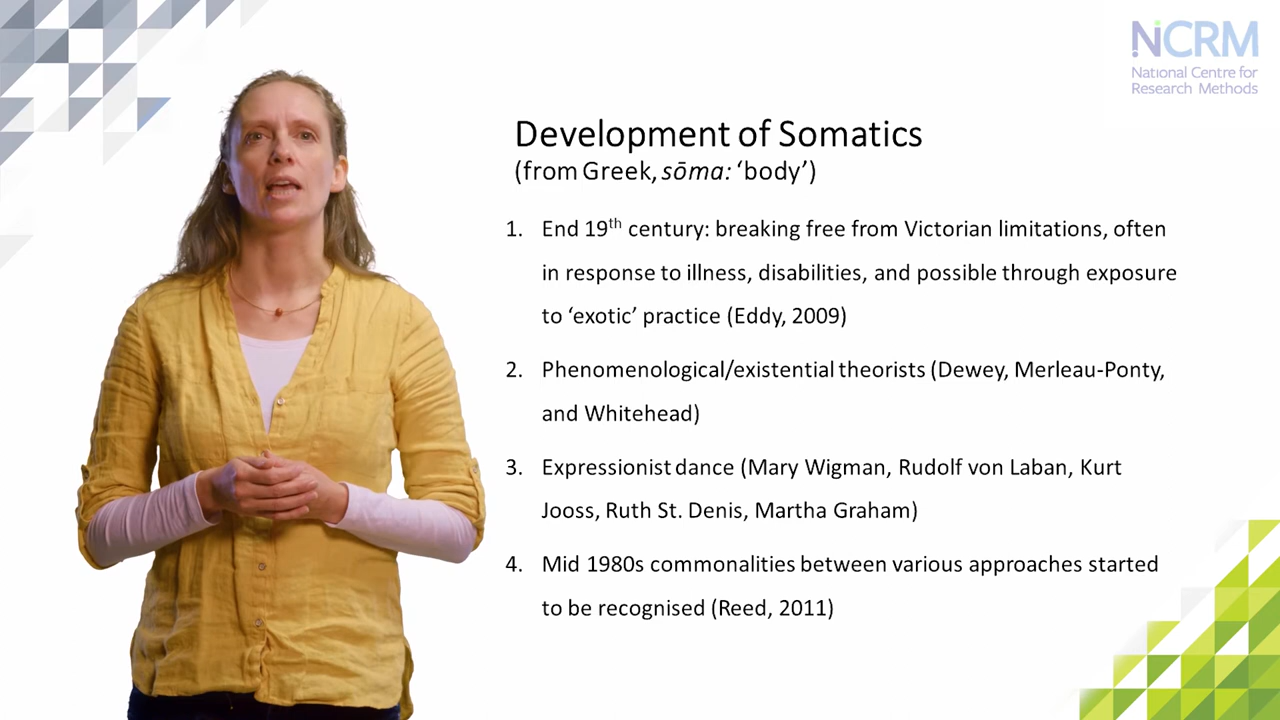 NCRM
National Centre for
Research Methods
Development of Somatics
(from Greek, sōma: ‘body’)
1. End 19th century: breaking free from Victorian limitations, often
in response to illness, disabilities, and possible through exposure
to ‘exotic’ practice (Eddy, 2009)
2. Phenomenological/existential theorists (Dewey, Merleau-Ponty,
and Whitehead)
3. Expressionist dance (Mary Wigman, Rudolf von Laban, Kurt
Jooss, Ruth St. Denis, Martha Graham)
4. Mid 1980s commonalities between various approaches started
to be recognised (Reed, 2011)